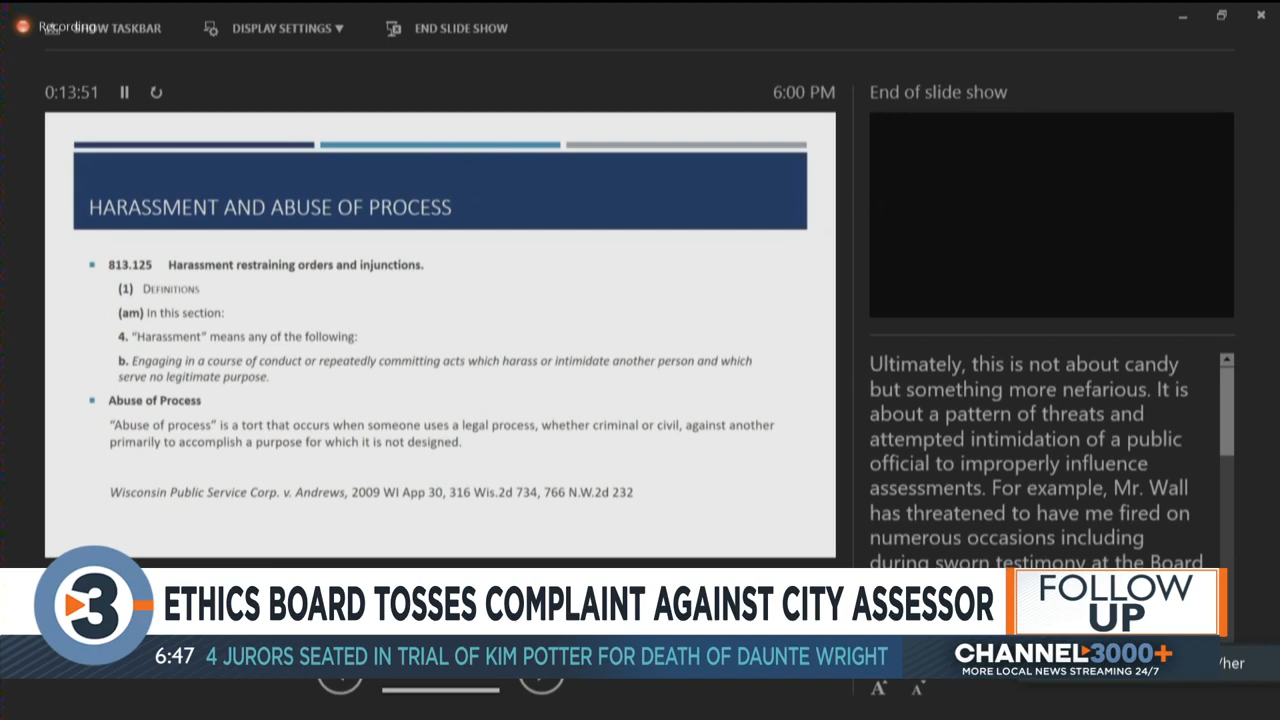 Recording
SHOW TASKBAR
DISPLAY SETTINGS ▼
END SLIDE SHOW
0:13:51
6:00 PM
End of slide show
HARASSMENT AND ABUSE OF PROCESS
813.125 Harassment restraining orders and injunctions.
(1) DEFINITIONS
(am) In this section:
4. “Harassment” means any of the following:
b. Engaging in a course of conduct or repeatedly committing acts which harass or intimidate another person and which
serve no legitimate purpose.
Abuse of Process
“Abuse of process” is a tort that occurs when someone uses a legal process, whether criminal or civil, against another
primarily to accomplish a purpose for which it is not designed.
Wisconsin Public Service Corp. v. Andrews, 2009 WI App 30, 316 Wis.2d 734, 766 N.W.2d 232
Ultimately, this is not about candy
but something more nefarious. It is
about a pattern of threats and
attempted intimidation of a public
official to improperly influence
assessments. For example, Mr. Wall
has threatened to have me fired on
numerous occasions including
during sworn testimony at the Board
3
ETHICS BOARD TOSSES COMPLAINT AGAINST CITY ASSESSOR
FOLLOW
UP
6:47
4 JURORS SEATED IN TRIAL OF KIM POTTER FOR DEATH OF DAUNTE WRIGHT
CHANNEL3000+
MORE LOCAL NEWS STREAMING 24/7
/her
A A